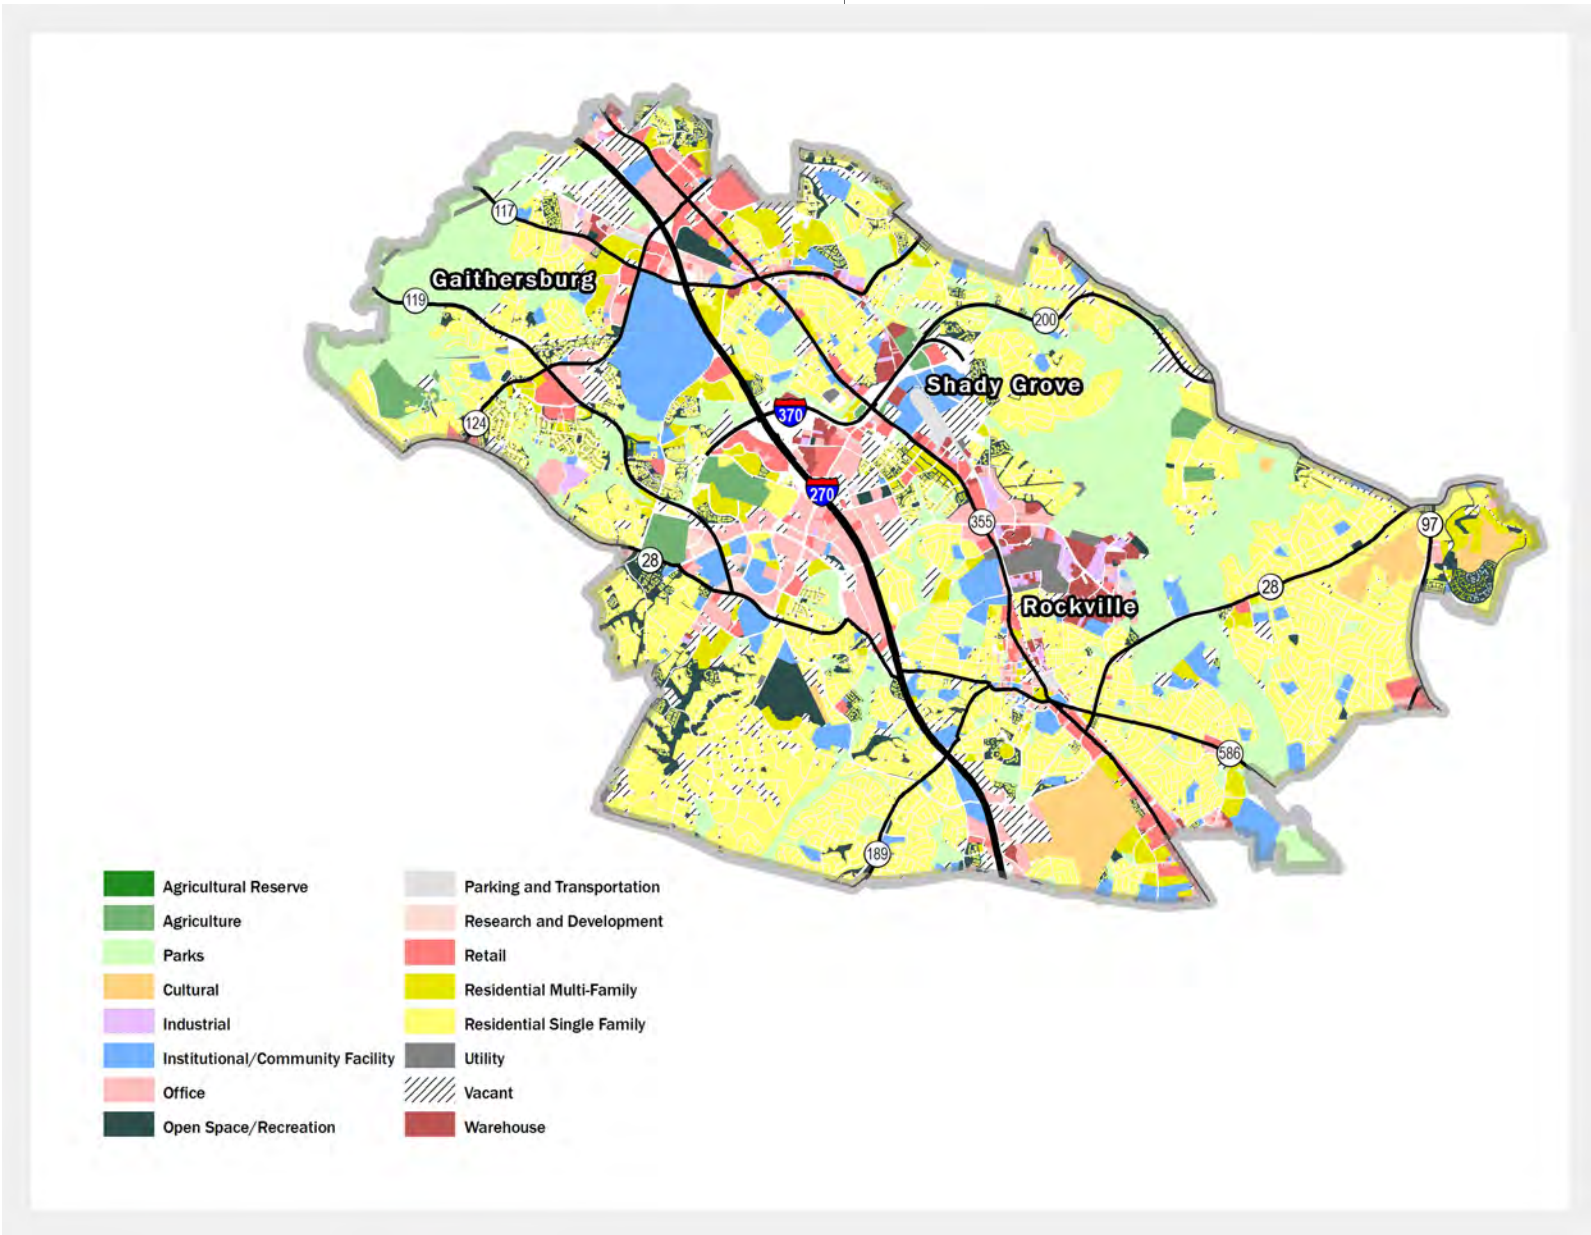 117
Gaithersburg
119
200
Shady Grove
370
124
270
355
97
28
28
Rockville
586
189
Agricultural Reserve
Agriculture
Parks
Cultural
Industrial
Institutional/Community Facility
Office
Open Space/Recreation
Parking and Transportation
Research and Development
Retail
Residential Multi-Family
Residential Single Family
Utility
Vacant
Warehouse